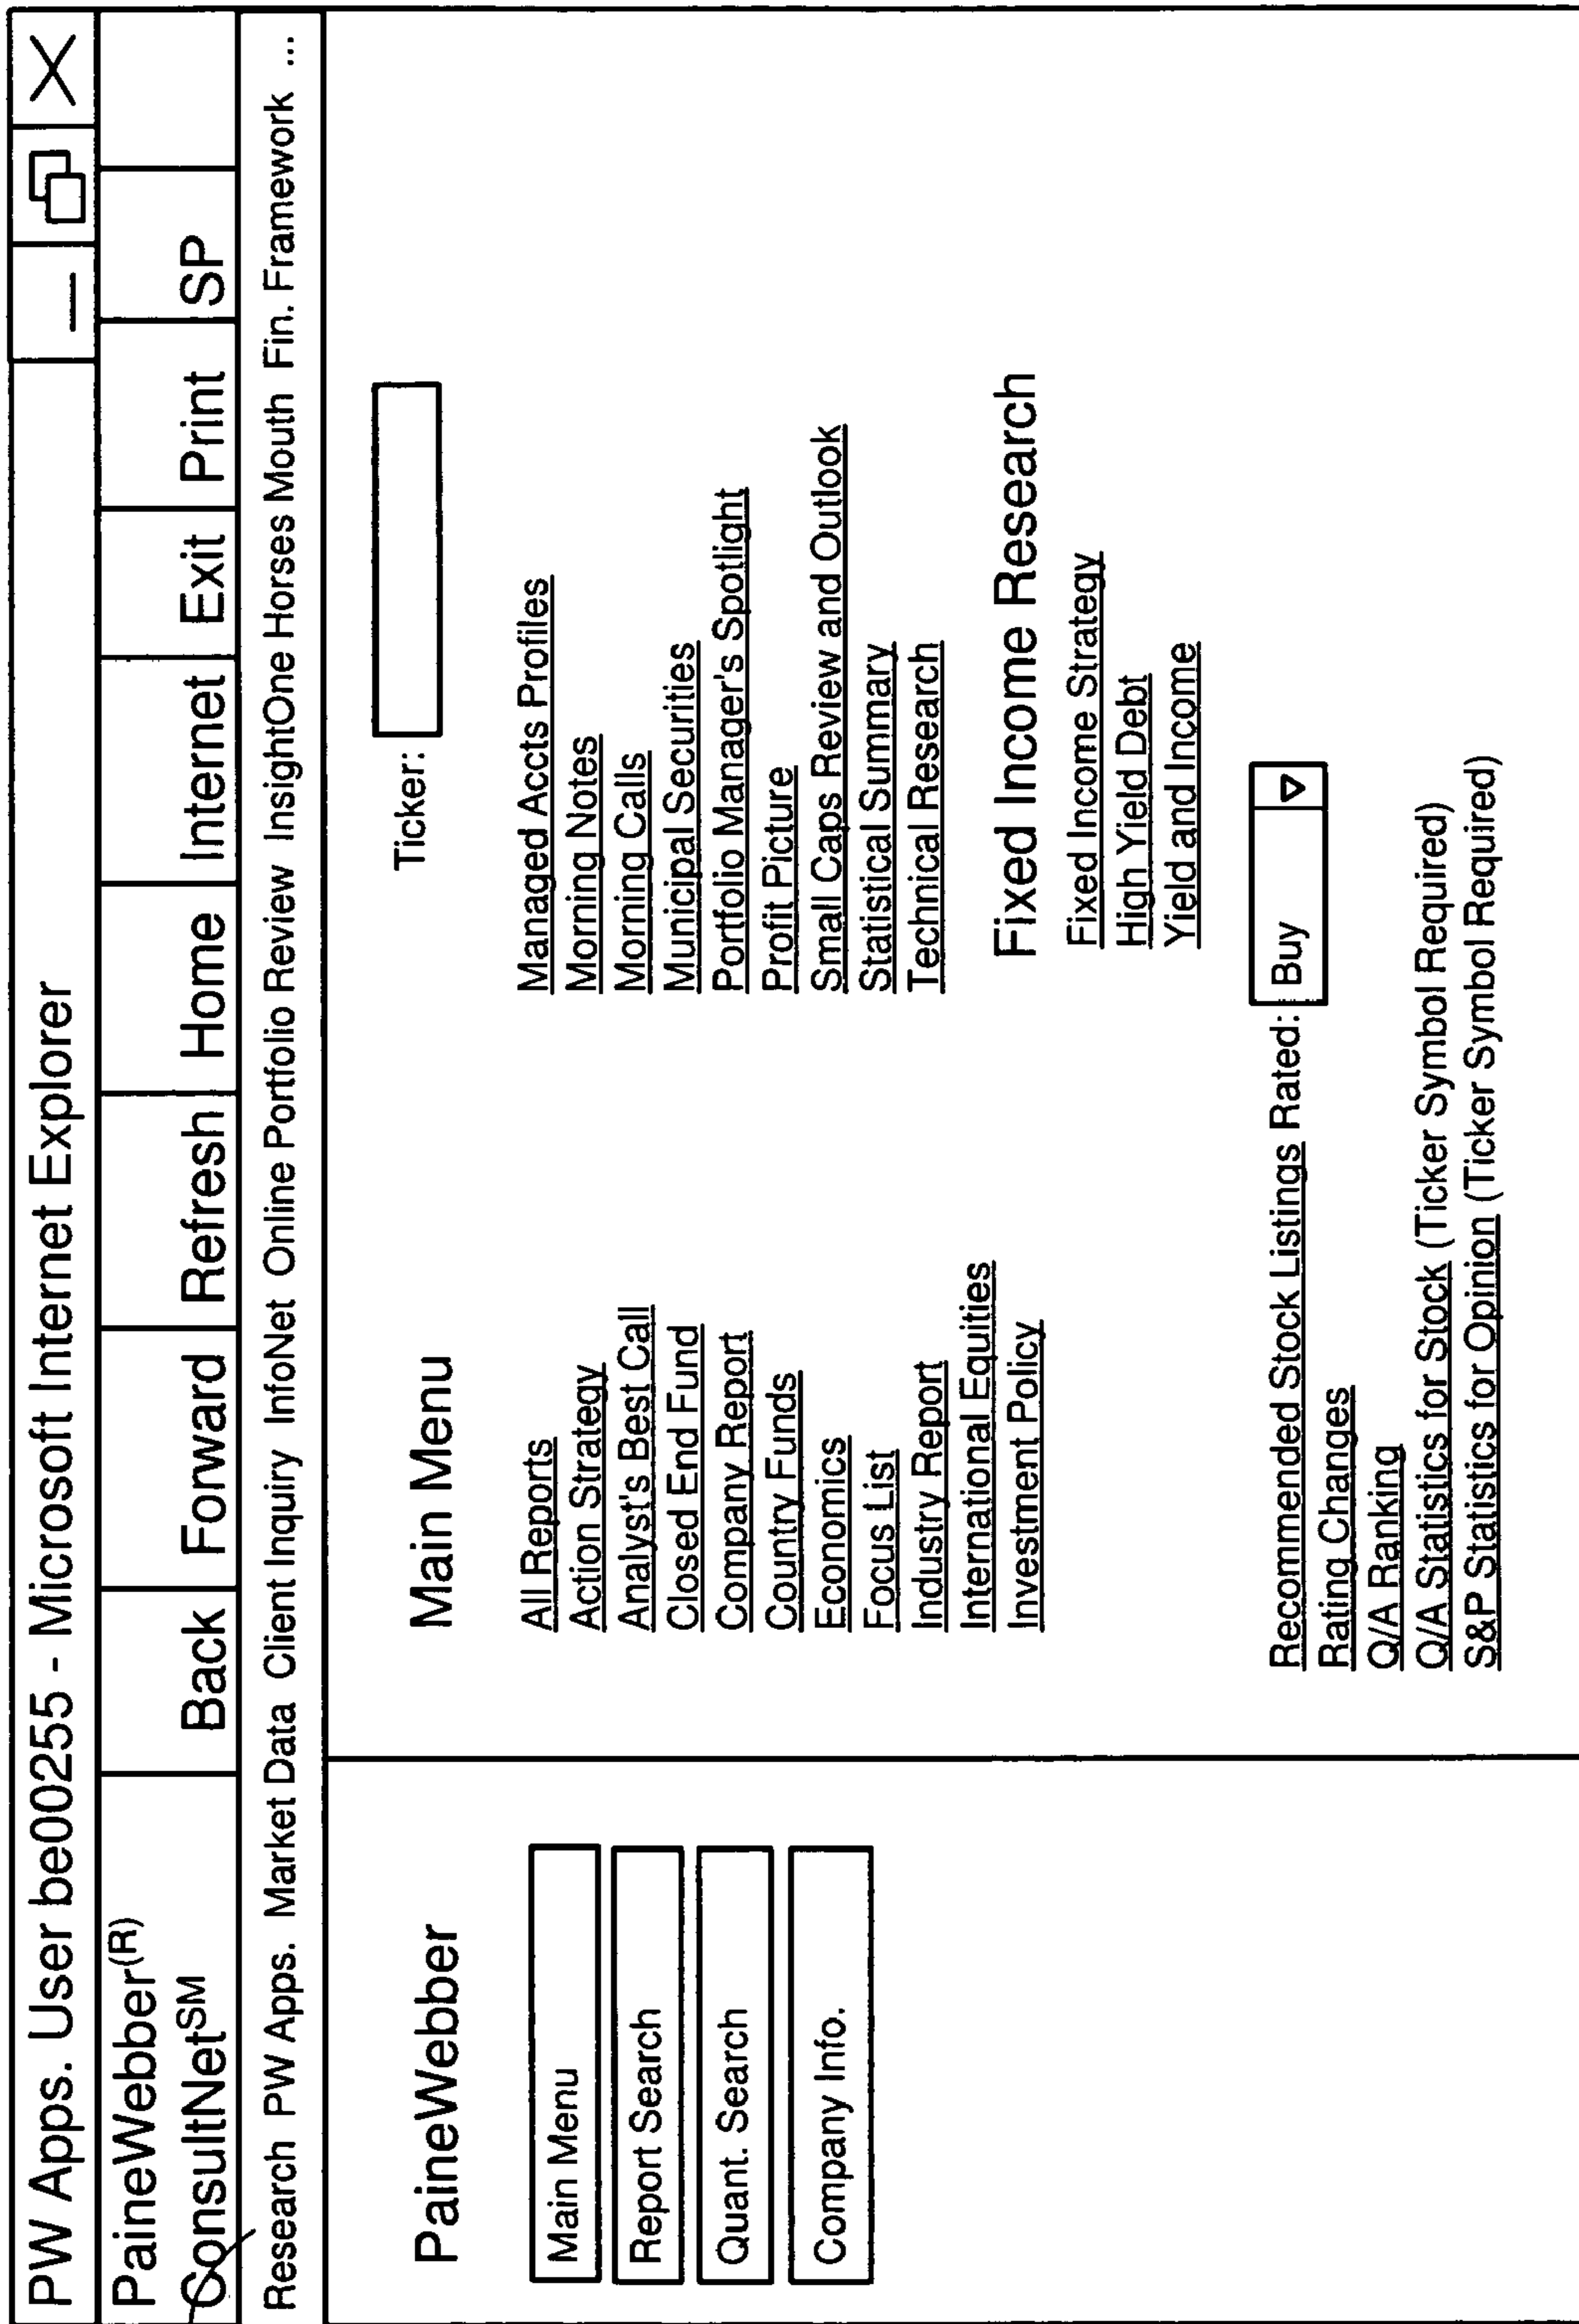 PW Apps. User be00255 - Microsoft Internet Explorer
PaineWebber(R)
ConsultNetSM
Back Forward Refresh Home Internet Exit Print SP
Research PW Apps. Market Data Client Inquiry InfoNet Online Portfolio Review InsightOne Horses Mouth Fin. Framework ...
PaineWebber
Main Menu
Report Search
Quant. Search
Company Info.
Main Menu
Ticker:
All Reports
Action Strategy
Analyst's Best Call
Closed End Fund
Company Report
Country Funds
Economics
Focus List
Industry Report
International Equities
Investment Policy
Managed Accts Profiles
Morning Notes
Morning Calls
Municipal Securities
Portfolio Manager's Spotlight
Profit Picture
Small Caps Review and Outlook
Statistical Summary
Technical Research
Fixed Income Research
Fixed Income Strategy
High Yield Debt
Yield and Income
Recommended Stock Listings Rated: Buy
Rating Changes
Q/A Ranking
Q/A Statistics for Stock (Ticker Symbol Required)
S&P Statistics for Opinion (Ticker Symbol Required)